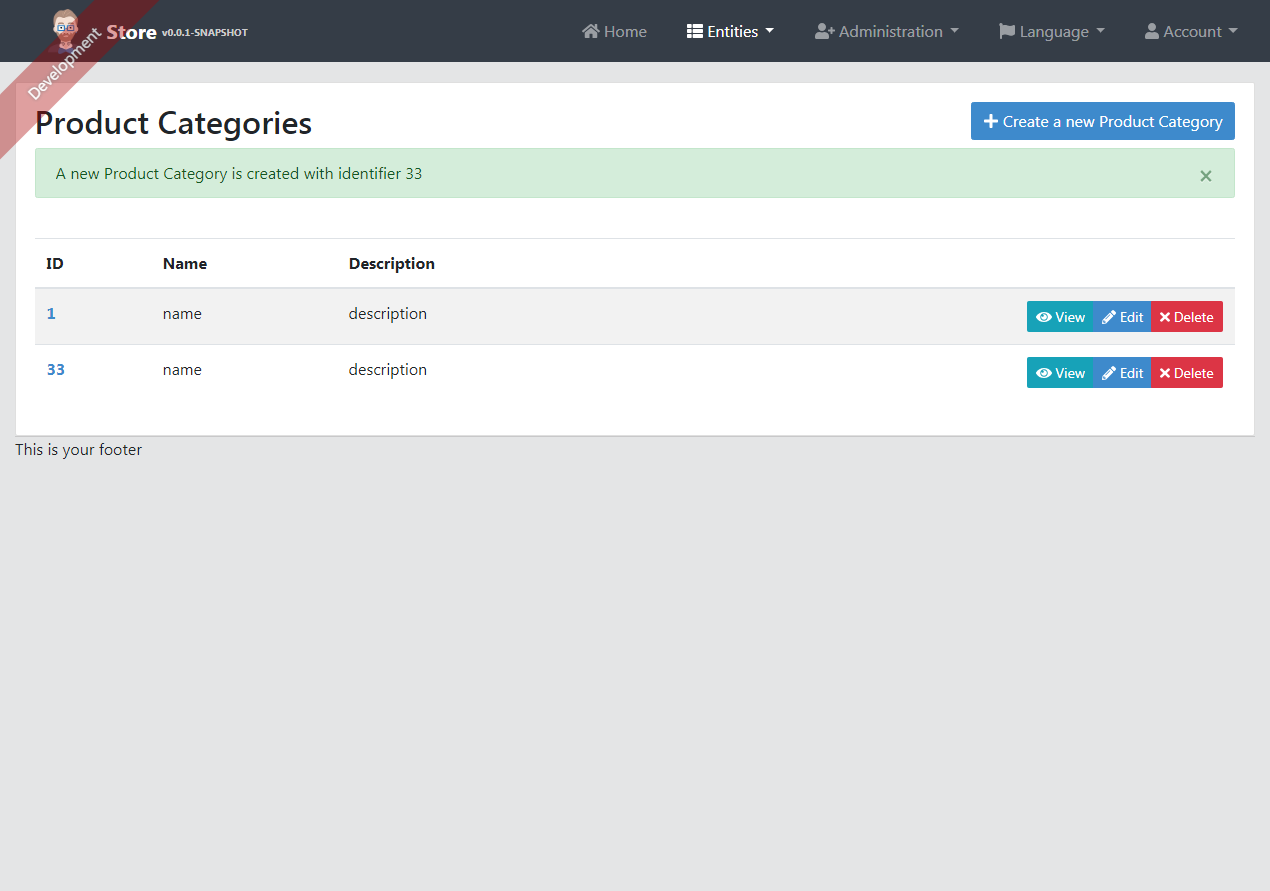 Development
Store v0.0.1-SNAPSHOT Home Entities Administration Language Account
Product Categories Create a new Product Category
A new Product Category is created with identifier 33 ×
ID Name Description
1 name description View Edit Delete
33 name description View Edit Delete
This is your footer